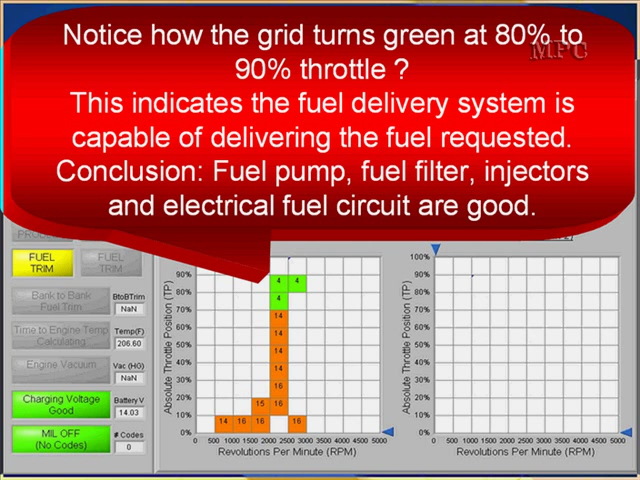 Notice how the grid turns green at 80% to
90% throttle ?
MFC
This indicates the fuel delivery system is
capable of delivering the fuel requested.
Conclusion: Fuel pump, fuel filter, injectors
and electrical fuel circuit are good.
FUEL
TRIM
FUEL
TRIM
Bank to Bank
Fuel Trim
BtoBTrim
NaN
Time to Engine Temp
Calculating
Temp(F)
206.60
Engine Vacuum
Vac (HG)
NaN
Charging Voltage
Good
Battery V
14.03
MIL OFF
(No Codes)
# Codes
0
Absolute Throttle Position (TP)
90%
80%
70%
60%
50%
40%
30%
20%
10%
0%
4 4
4
14
14
14
14
16
15 16
14 16 16 16
0 500 1000 1500 2000 2500 3000 3500 4000 4500 5000
Revolutions Per Minute (RPM)
Absolute Throttle Position (TP)
100%
90%
80%
70%
60%
50%
40%
30%
20%
10%
0%
0 500 1000 1500 2000 2500 3000 3500 4000 4500 5000
Revolutions Per Minute (RPM)